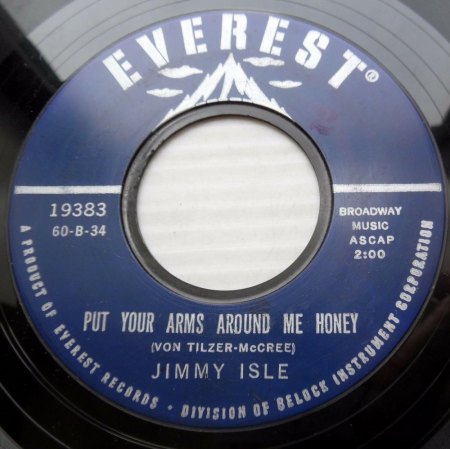 EVEREST®
19383
60-B-34
BROADWAY
MUSIC
ASCAP
2:00
PUT YOUR ARMS AROUND ME HONEY
(VON TILZER-McCREE)
JIMMY ISLE
A PRODUCT OF EVEREST RECORDS • DIVISION OF BELOCK INSTRUMENT CORPORATION